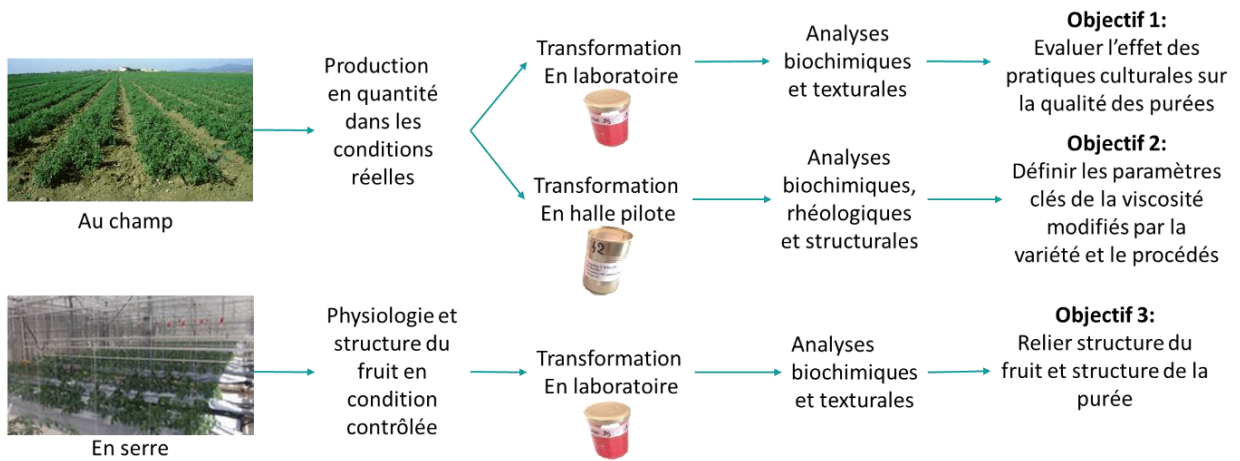 Au champ
Production
en quantité
dans les
conditions
réelles
Transformation
En laboratoire
Analyses
biochimiques
et texturales
Objectif 1:
Evaluer l'effet des
pratiques culturales sur
la qualité des purées
Transformation
En halle pilote
42
Analyses
biochimiques,
rhéologiques
et structurales
Objectif 2:
Définir les paramètres
clés de la viscosité
modifiés par la
variété et le procédés
En serre
Physiologie et
structure du
fruit en
condition
contrôlée
Transformation
En laboratoire
Analyses
biochimiques
et texturales
Objectif 3:
Relier structure du
fruit et structure de la
purée